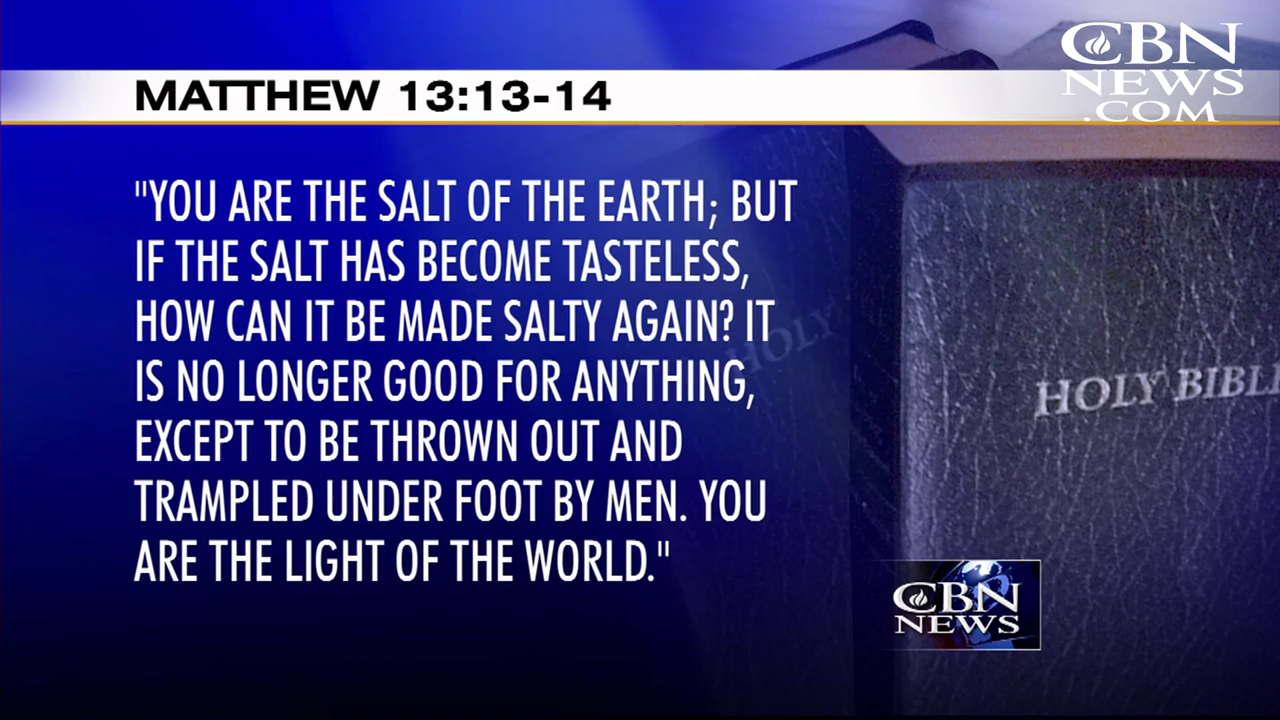 CBN
NEWS
.COM
MATTHEW 13:13-14
"YOU ARE THE SALT OF THE EARTH; BUT
IF THE SALT HAS BECOME TASTELESS,
HOW CAN IT BE MADE SALTY AGAIN? IT
IS NO LONGER GOOD FOR ANYTHING,
EXCEPT TO BE THROWN OUT AND
TRAMPLED UNDER FOOT BY MEN. YOU
ARE THE LIGHT OF THE WORLD."
HOLY
HOLY BIBL
CBN
NEWS